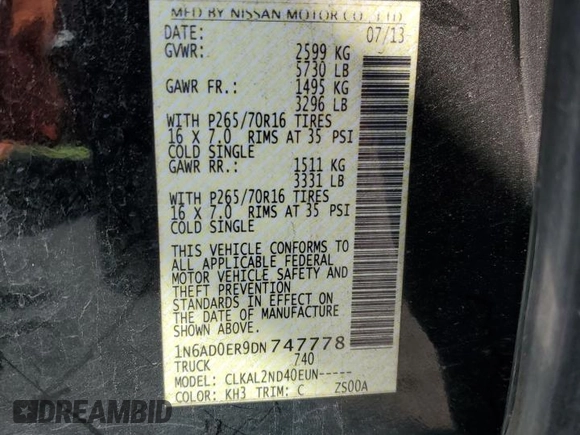 MFD BY NISSAN MOTOR CO., LTD
DATE: 07/13
GVWR: 2599 KG
5730 LB
GAWR FR.: 1495 KG
3296 LB
WITH P265/70R16 TIRES
16 X 7.0 RIMS AT 35 PSI
COLD SINGLE
GAWR RR.: 1511 KG
3331 LB
WITH P265/70R16 TIRES
16 X 7.0 RIMS AT 35 PSI
COLD SINGLE
THIS VEHICLE CONFORMS TO
ALL APPLICABLE FEDERAL
MOTOR VEHICLE SAFETY AND
THEFT PREVENTION
STANDARDS IN EFFECT ON
THE DATE OF MANUFACTURE
SHOWN ABOVE.
1N6AD0ER9DN747778
TRUCK 740
MODEL: CLKAL2ND40EUN-----
COLOR: KH3 TRIM: C ZS00A
DREAMBID